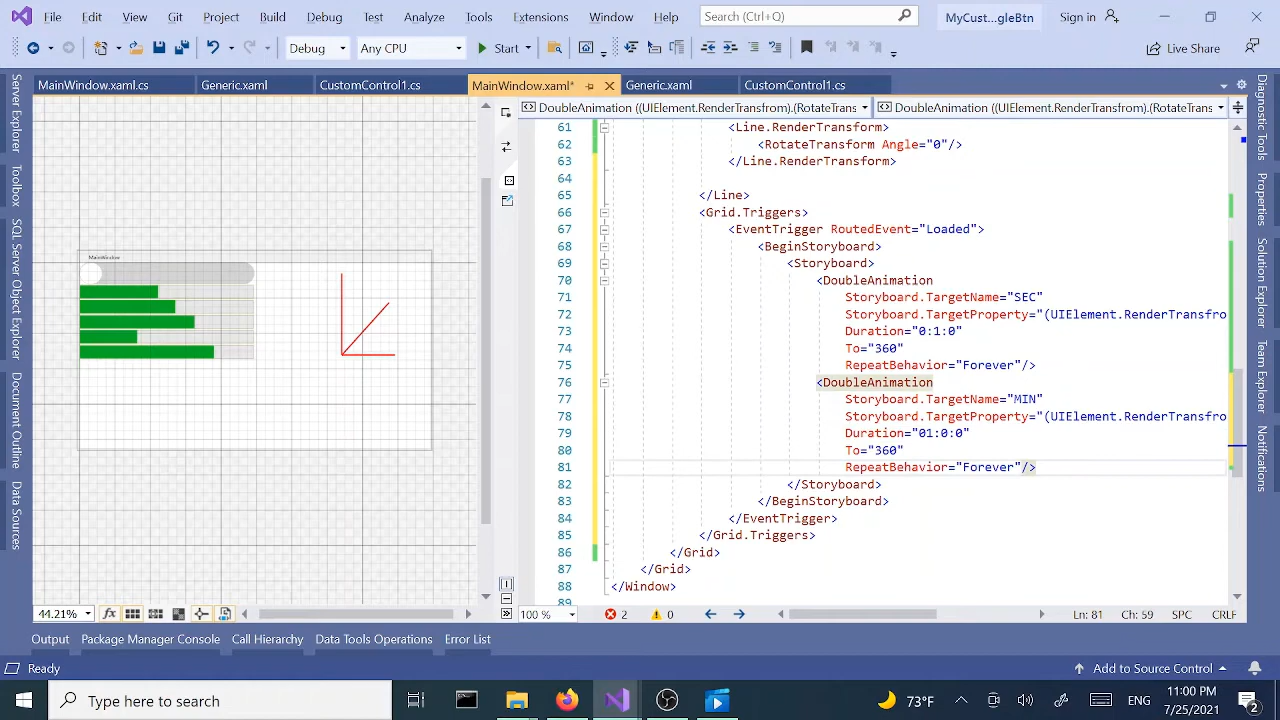 File Edit View Git Project Build Debug Design Format Test Analyze Tools Extensions Window Help Search (Ctrl+Q) MyCust...gleBtn Sign in
Debug Any CPU Start Live Share
MainWindow.xaml.cs Generic.xaml CustomControl1.cs MainWindow.xaml* Generic.xaml CustomControl1.cs
DoubleAnimation ((UIElement.RenderTransfrom).(RotateTrans DoubleAnimation ((UIElement.RenderTransfrom).(RotateTrans
Server Explorer
Toolbox
SQL Server Object Explorer
Document Outline
Data Sources
MainWindow
61 <Line.RenderTransform>
62 <RotateTransform Angle="0"/>
63 </Line.RenderTransform>
64
65 </Line>
66 <Grid.Triggers>
67 <EventTrigger RoutedEvent="Loaded">
68 <BeginStoryboard>
69 <Storyboard>
70 <DoubleAnimation
71 Storyboard.TargetName="SEC"
72 Storyboard.TargetProperty="(UIElement.RenderTransfro
73 Duration="0:1:0"
74 To="360"
75 RepeatBehavior="Forever"/>
76 <DoubleAnimation
77 Storyboard.TargetName="MIN"
78 Storyboard.TargetProperty="(UIElement.RenderTransfro
79 Duration="01:0:0"
80 To="360"
81 RepeatBehavior="Forever"/>
82 </Storyboard>
83 </BeginStoryboard>
84 </EventTrigger>
85 </Grid.Triggers>
86 </Grid>
87 </Grid>
88 </Window>
89
Diagnostic Tools
Properties
Solution Explorer
Team Explorer
Notifications
44.21% fx 100 % 2 0 Ln: 81 Ch: 59 SPC CRLF
Output Package Manager Console Call Hierarchy Data Tools Operations Error List
Ready Add to Source Control
Type here to search 73°F ENG
7/25/2021 2